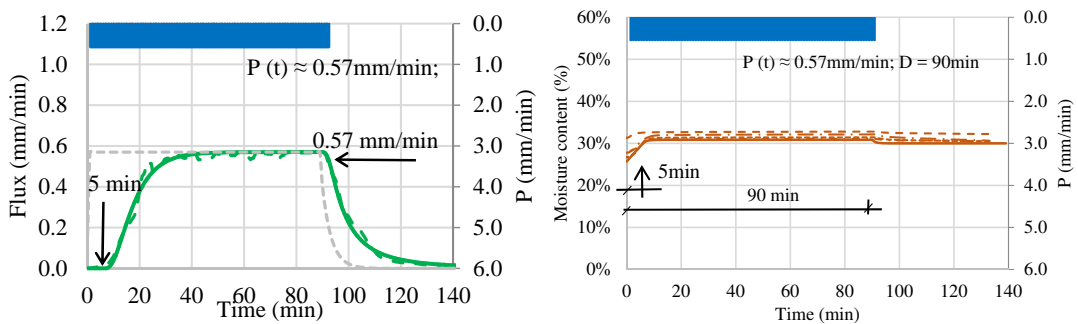 1.2
1.0
0.8
0.6
0.4
0.2
0.0
Flux (mm/min)
0 20 40 60 80 100 120 140
Time (min)
0.0
1.0
2.0
3.0
4.0
5.0
6.0
P (mm/min)
P (t) ≈ 0.57mm/min;
0.57 mm/min
5 min
60%
50%
40%
30%
20%
10%
0%
Moisture content (%)
0 20 40 60 80 100 120 140
Time (min)
0.0
1.0
2.0
3.0
4.0
5.0
6.0
P (mm/min)
P (t) ≈ 0.57mm/min; D = 90min
5min
90 min